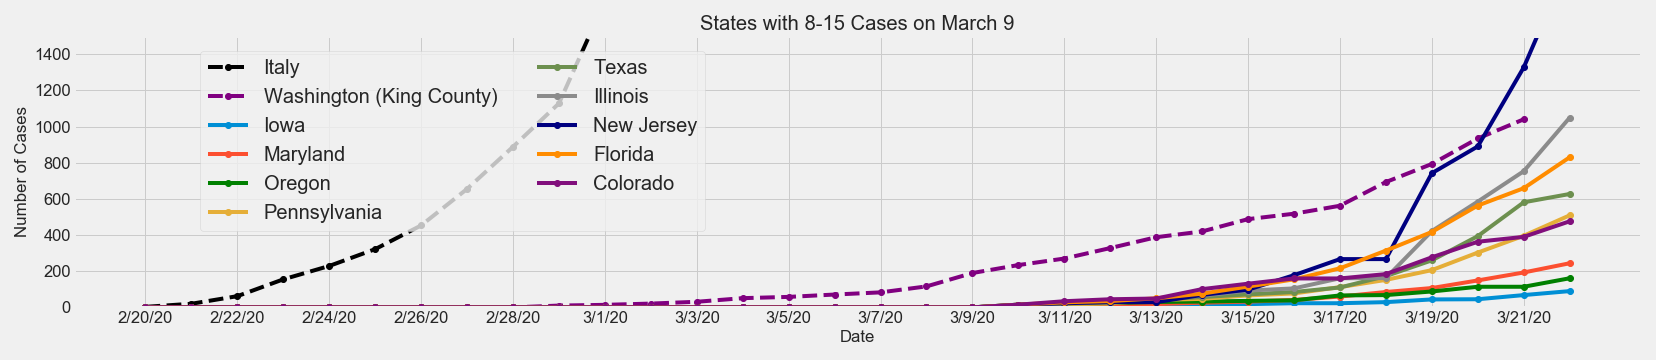 States with 8-15 Cases on March 9
1400
1200
1000
800
600
400
200
0
Number of Cases
Italy
Washington (King County)
Iowa
Maryland
Oregon
Pennsylvania
Texas
Illinois
New Jersey
Florida
Colorado
2/20/20 2/22/20 2/24/20 2/26/20 2/28/20 3/1/20 3/3/20 3/5/20 3/7/20 3/9/20 3/11/20 3/13/20 3/15/20 3/17/20 3/19/20 3/21/20
Date